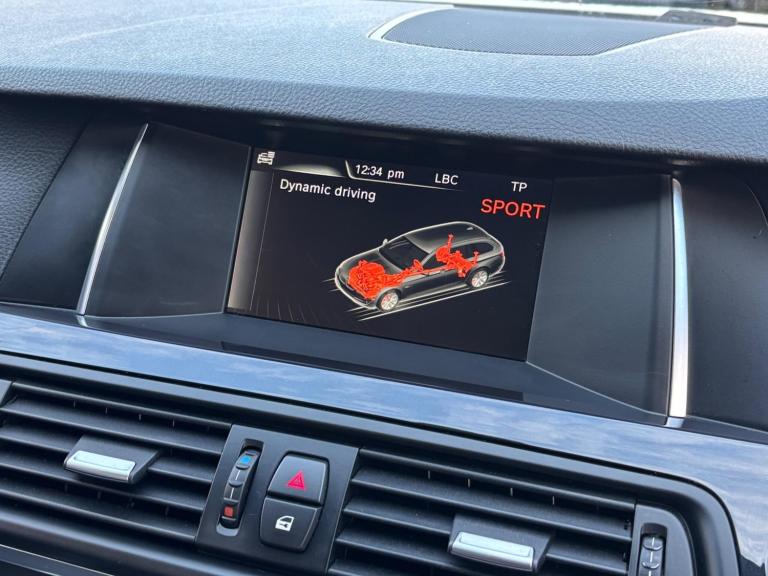 12:34 pm LBC TP
Dynamic driving
SPORT